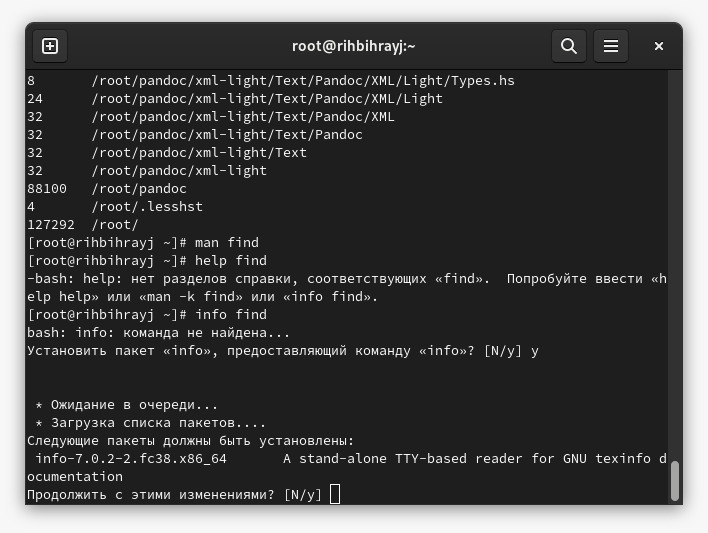 root@rihbihrayj:~
8 /root/pandoc/xml-light/Text/Pandoc/XML/Light/Types.hs
24 /root/pandoc/xml-light/Text/Pandoc/XML/Light
32 /root/pandoc/xml-light/Text/Pandoc/XML
32 /root/pandoc/xml-light/Text/Pandoc
32 /root/pandoc/xml-light/Text
32 /root/pandoc/xml-light
88100 /root/pandoc
4 /root/.lesshst
127292 /root/
[root@rihbihrayj ~]# man find
[root@rihbihrayj ~]# help find
-bash: help: нет разделов справки, соответствующих «find». Попробуйте ввести «h
elp help» или «man -k find» или «info find».
[root@rihbihrayj ~]# info find
bash: info: команда не найдена...
Установить пакет «info», предоставляющий команду «info»? [N/y] y
* Ожидание в очереди...
* Загрузка списка пакетов....
Следующие пакеты должны быть установлены:
info-7.0.2-2.fc38.x86_64 A stand-alone TTY-based reader for GNU texinfo d
ocumentation
Продолжить с этими изменениями? [N/y]